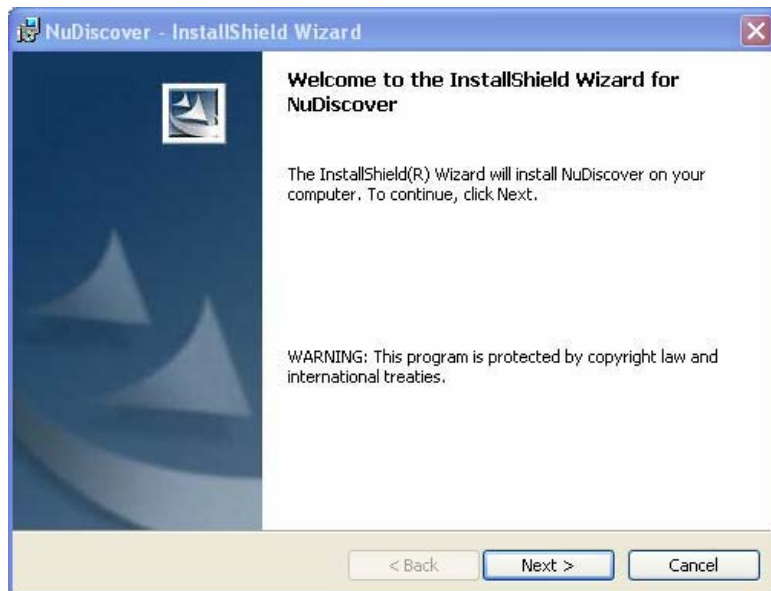 NuDiscover - InstallShield Wizard
Welcome to the InstallShield Wizard for
NuDiscover
The InstallShield(R) Wizard will install NuDiscover on your
computer. To continue, click Next.
WARNING: This program is protected by copyright law and
international treaties.
< Back
Next >
Cancel